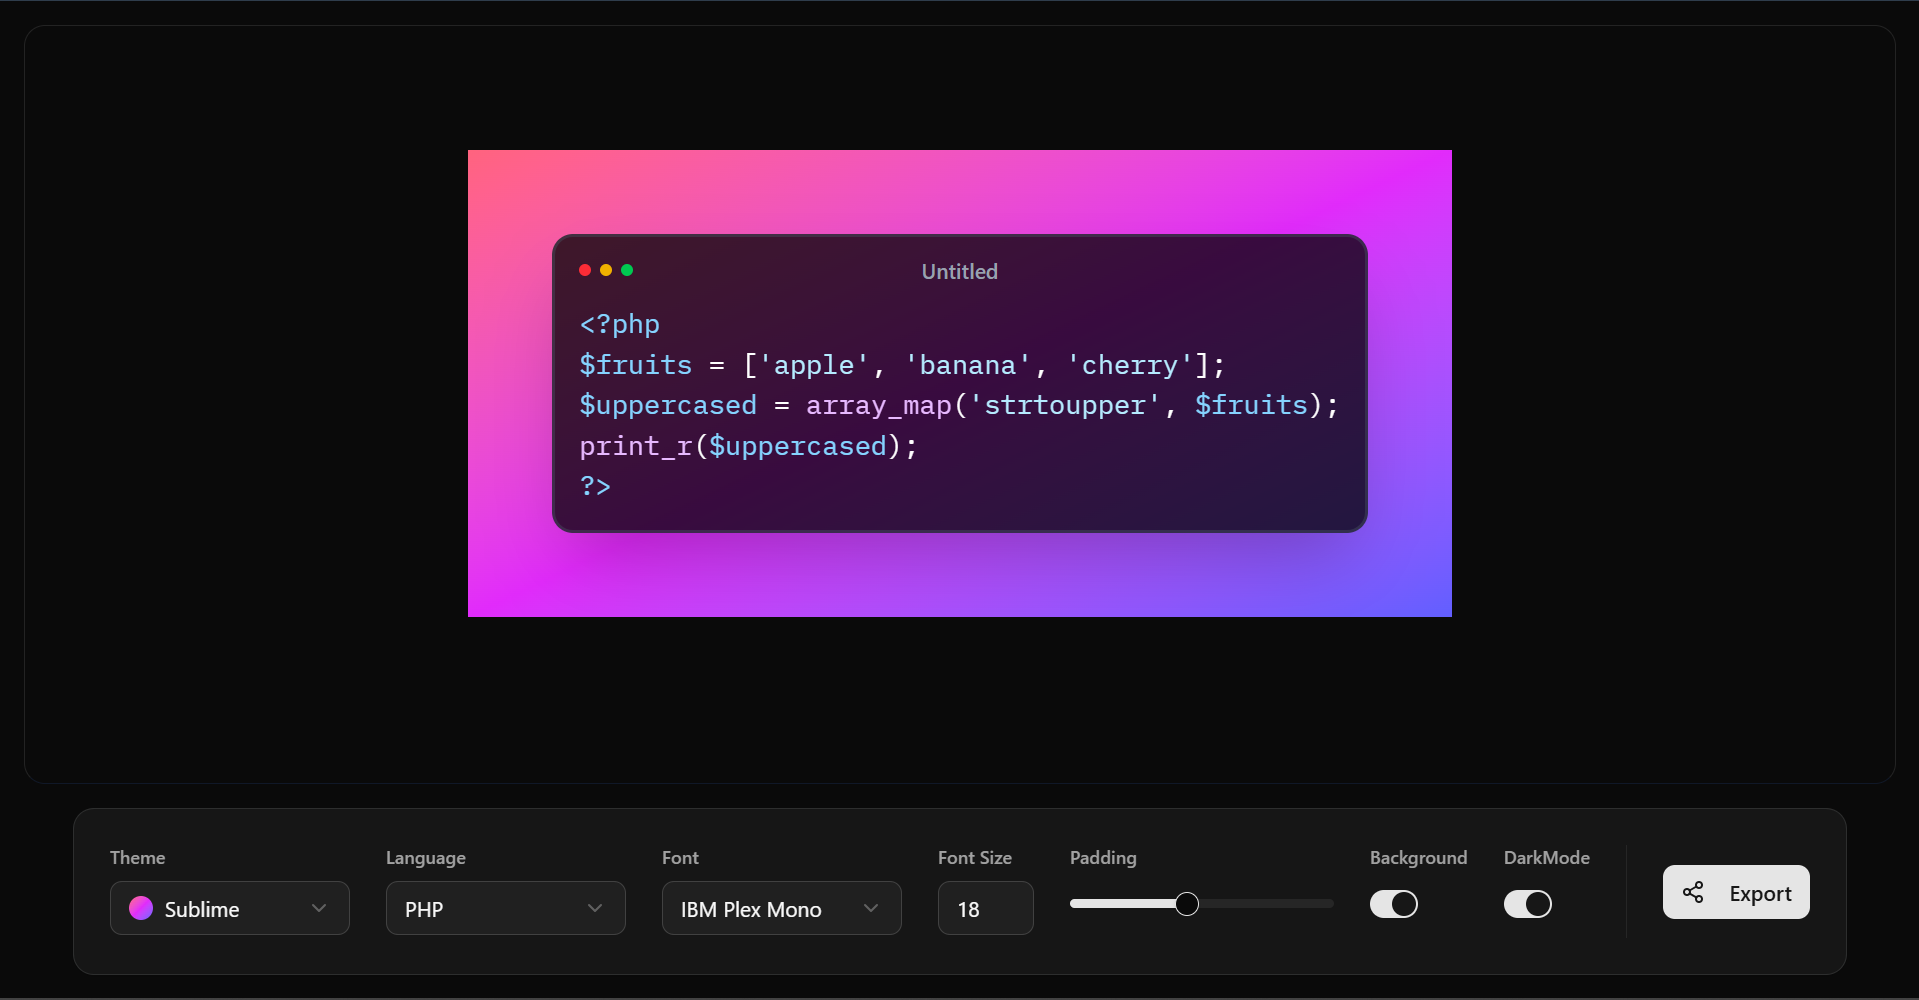 Untitled
<?php
$fruits = ['apple', 'banana', 'cherry'];
$uppercased = array_map('strtoupper', $fruits);
print_r($uppercased);
?>
Theme
Language
Font
Font Size
Padding
Background
DarkMode
Sublime
PHP
IBM Plex Mono
18
Export